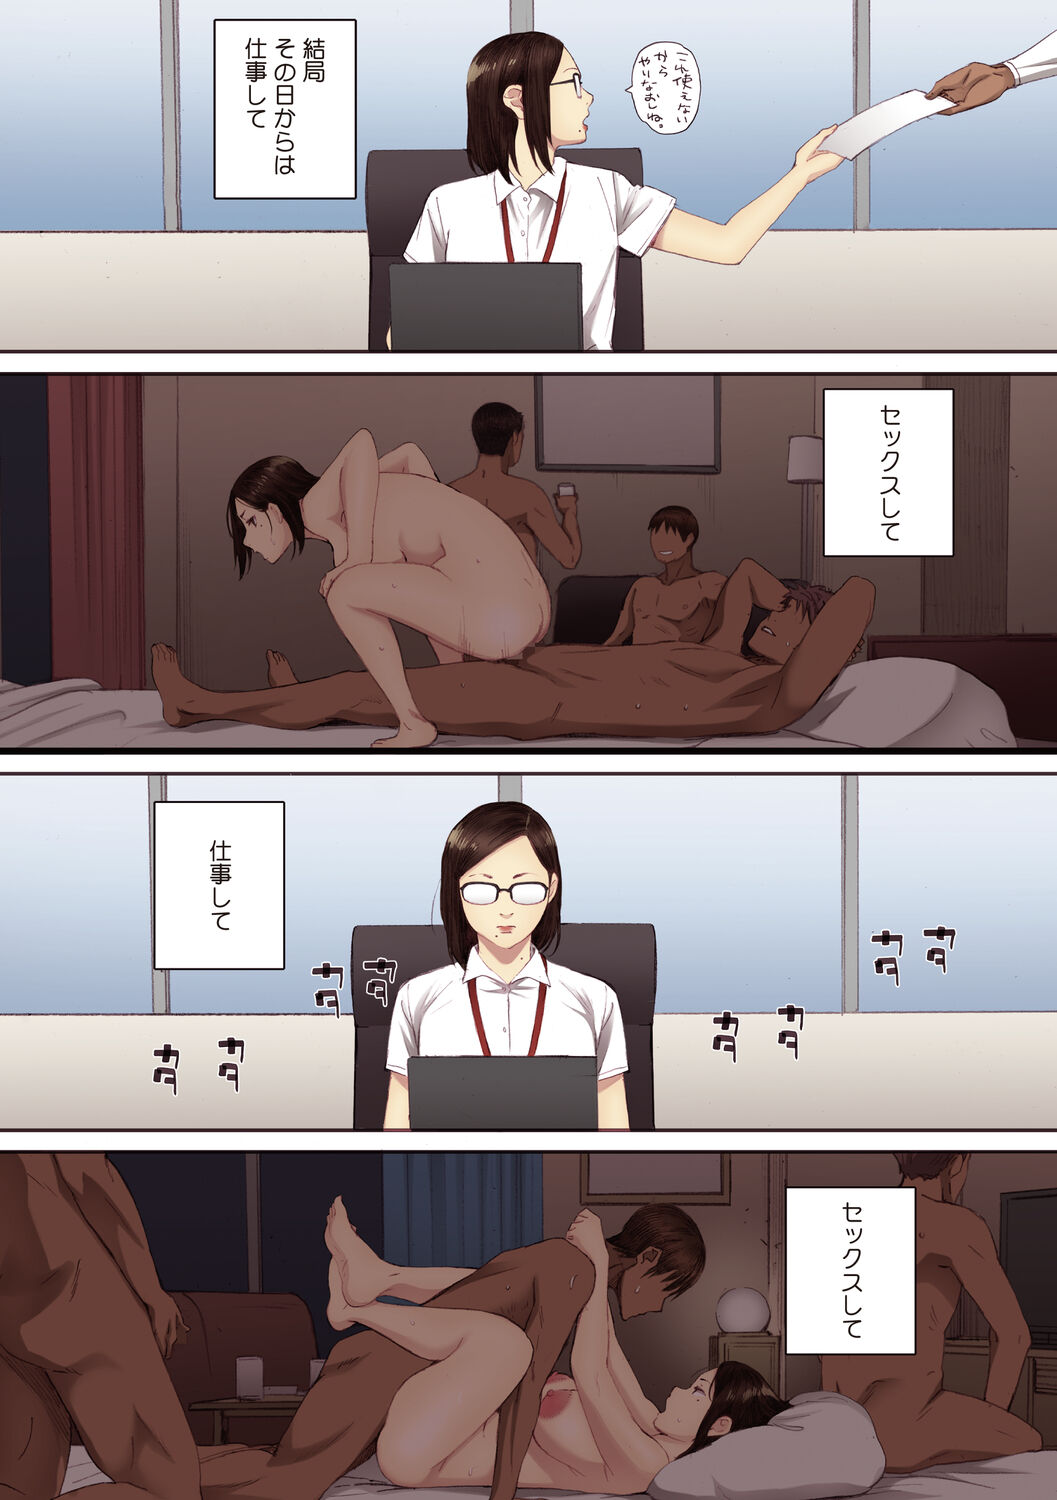 結局
その日からは
仕事して
これ使えない
から
やりなおしね。
セックスして
仕事して
カタ
カタ
カタ
カタ
カタ
カタ
カタ
カタ
セックスして